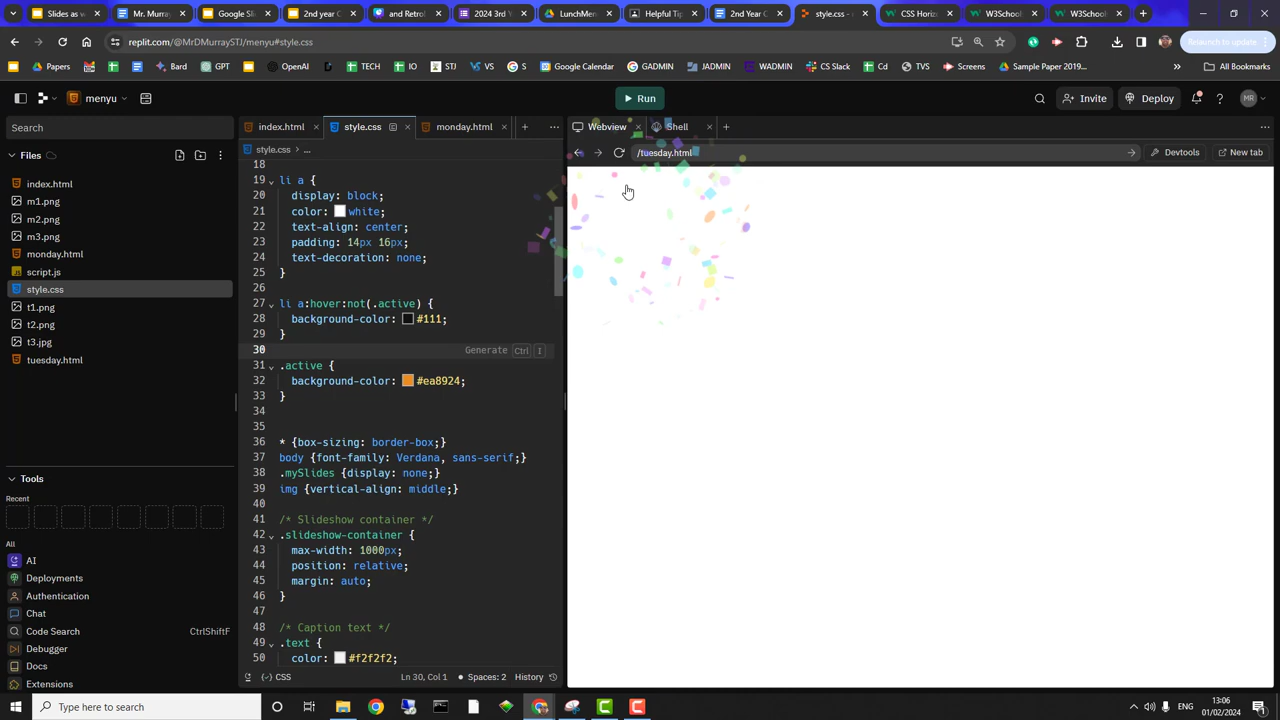 Slides as w
Mr. Murray
Google Sli
2nd year C
and Retro
2024 3rd Y
LunchMen
Helpful Tip
2nd Year C
style.css -
CSS Horiz
W3School
W3School
replit.com/@MrDMurraySTJ/menyu#style.css
Relaunch to update
Papers
Bard
GPT
OpenAI
TECH
IO
STJ
VS
G S
Google Calendar
GADMIN
JADMIN
WADMIN
CS Slack
Cd
TVS
Screens
Sample Paper 2019...
All Bookmarks
menyu
Run
Invite
Deploy
MR
Search
Files
index.html
m1.png
m2.png
m3.png
monday.html
script.js
style.css
t1.png
t2.png
t3.jpg
tuesday.html
Tools
Recent
All
AI
Deployments
Authentication
Chat
Code Search CtrlShiftF
Debugger
Docs
Extensions
index.html
style.css
monday.html
style.css > ...
18
19 li a {
20 display: block;
21 color: white;
22 text-align: center;
23 padding: 14px 16px;
24 text-decoration: none;
25 }
26
27 li a:hover:not(.active) {
28 background-color: #111;
29 }
30 Generate Ctrl I
31 .active {
32 background-color: #ea8924;
33 }
34
35
36 * {box-sizing: border-box;}
37 body {font-family: Verdana, sans-serif;}
38 .mySlides {display: none;}
39 img {vertical-align: middle;}
40
41 /* Slideshow container */
42 .slideshow-container {
43 max-width: 1000px;
44 position: relative;
45 margin: auto;
46 }
47
48 /* Caption text */
49 .text {
50 color: #f2f2f2;
CSS
Ln 30, Col 1
Spaces: 2
History
Webview
Shell
/tuesday.html
Devtools
New tab
Type here to search
ENG
13:06
01/02/2024